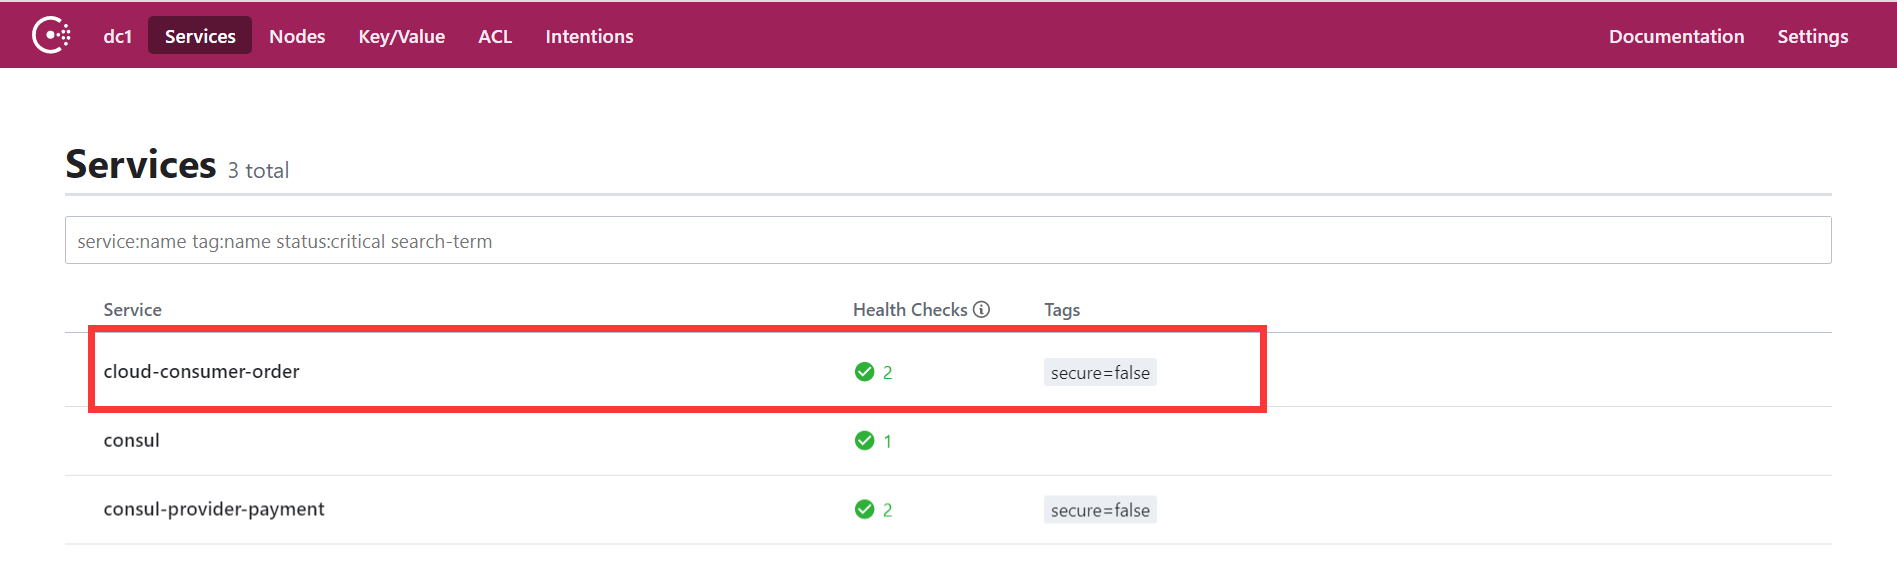 dc1 Services Nodes Key/Value ACL Intentions Documentation Settings
Services 3 total
service:name tag:name status:critical search-term
Service Health Checks Tags
cloud-consumer-order 2 secure=false
consul 1
consul-provider-payment 2 secure=false